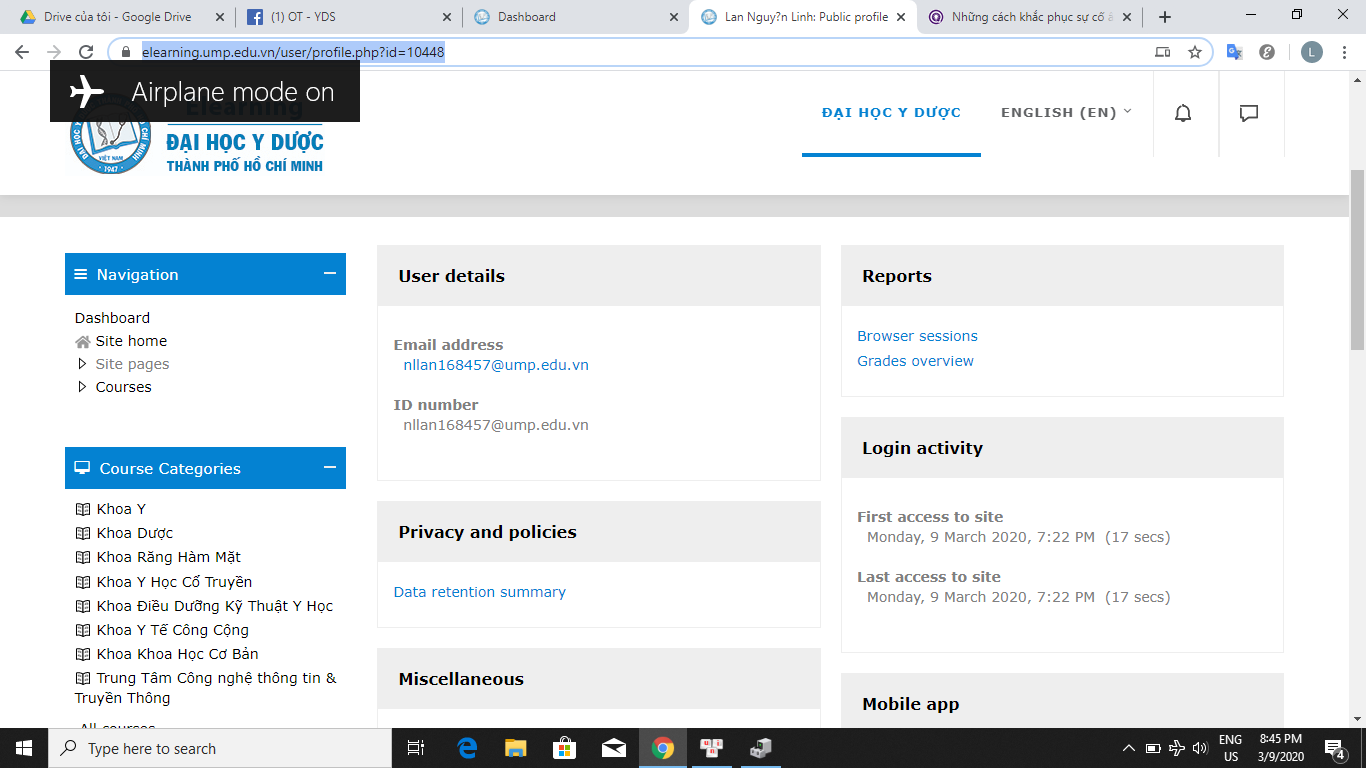 Drive của tôi - Google Drive
(1) OT - YDS
Dashboard
Lan Nguy?n Linh: Public profile
Những cách khắc phục sự cố
elearning.ump.edu.vn/user/profile.php?id=10448
L
Airplane mode on
Elearning
ĐẠI HỌC Y DƯỢC
THÀNH PHỐ HỒ CHÍ MINH
VIỆT NAM
1947
ĐẠI HỌC Y DƯỢC
ENGLISH (EN)
Navigation
Dashboard
Site home
Site pages
Courses
Course Categories
Khoa Y
Khoa Dược
Khoa Răng Hàm Mặt
Khoa Y Học Cổ Truyền
Khoa Điều Dưỡng Kỹ Thuật Y Học
Khoa Y Tế Công Cộng
Khoa Khoa Học Cơ Bản
Trung Tâm Công nghệ thông tin &
Truyền Thông
All courses
User details
Email address
nllan168457@ump.edu.vn
ID number
nllan168457@ump.edu.vn
Privacy and policies
Data retention summary
Miscellaneous
Reports
Browser sessions
Grades overview
Login activity
First access to site
Monday, 9 March 2020, 7:22 PM (17 secs)
Last access to site
Monday, 9 March 2020, 7:22 PM (17 secs)
Mobile app
Type here to search
ENG
US
8:45 PM
3/9/2020
4